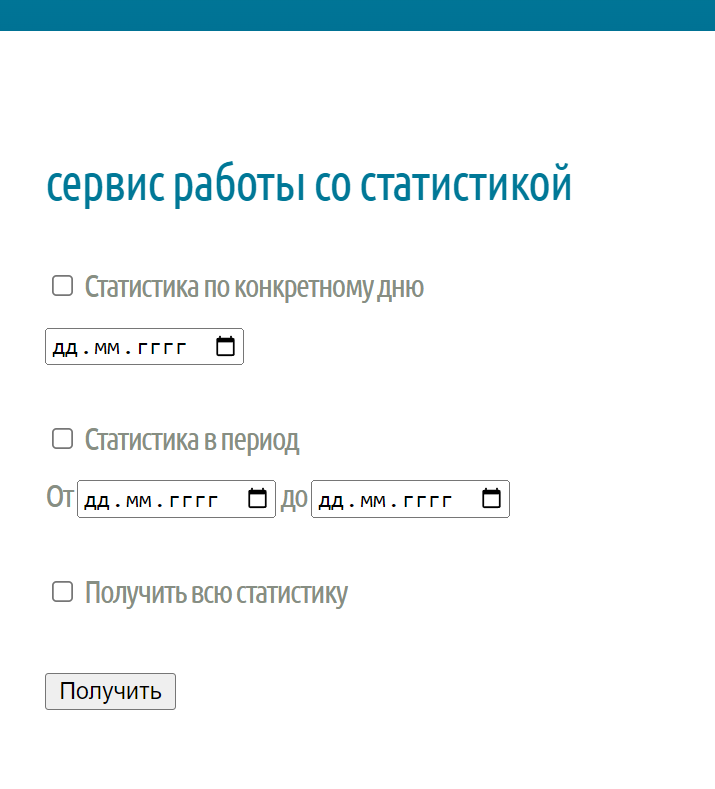 сервис работы со статистикой
Статистика по конкретному дню
дд.мм.гггг
Статистика в период
От дд.мм.гггг до дд.мм.гггг
Получить всю статистику
Получить